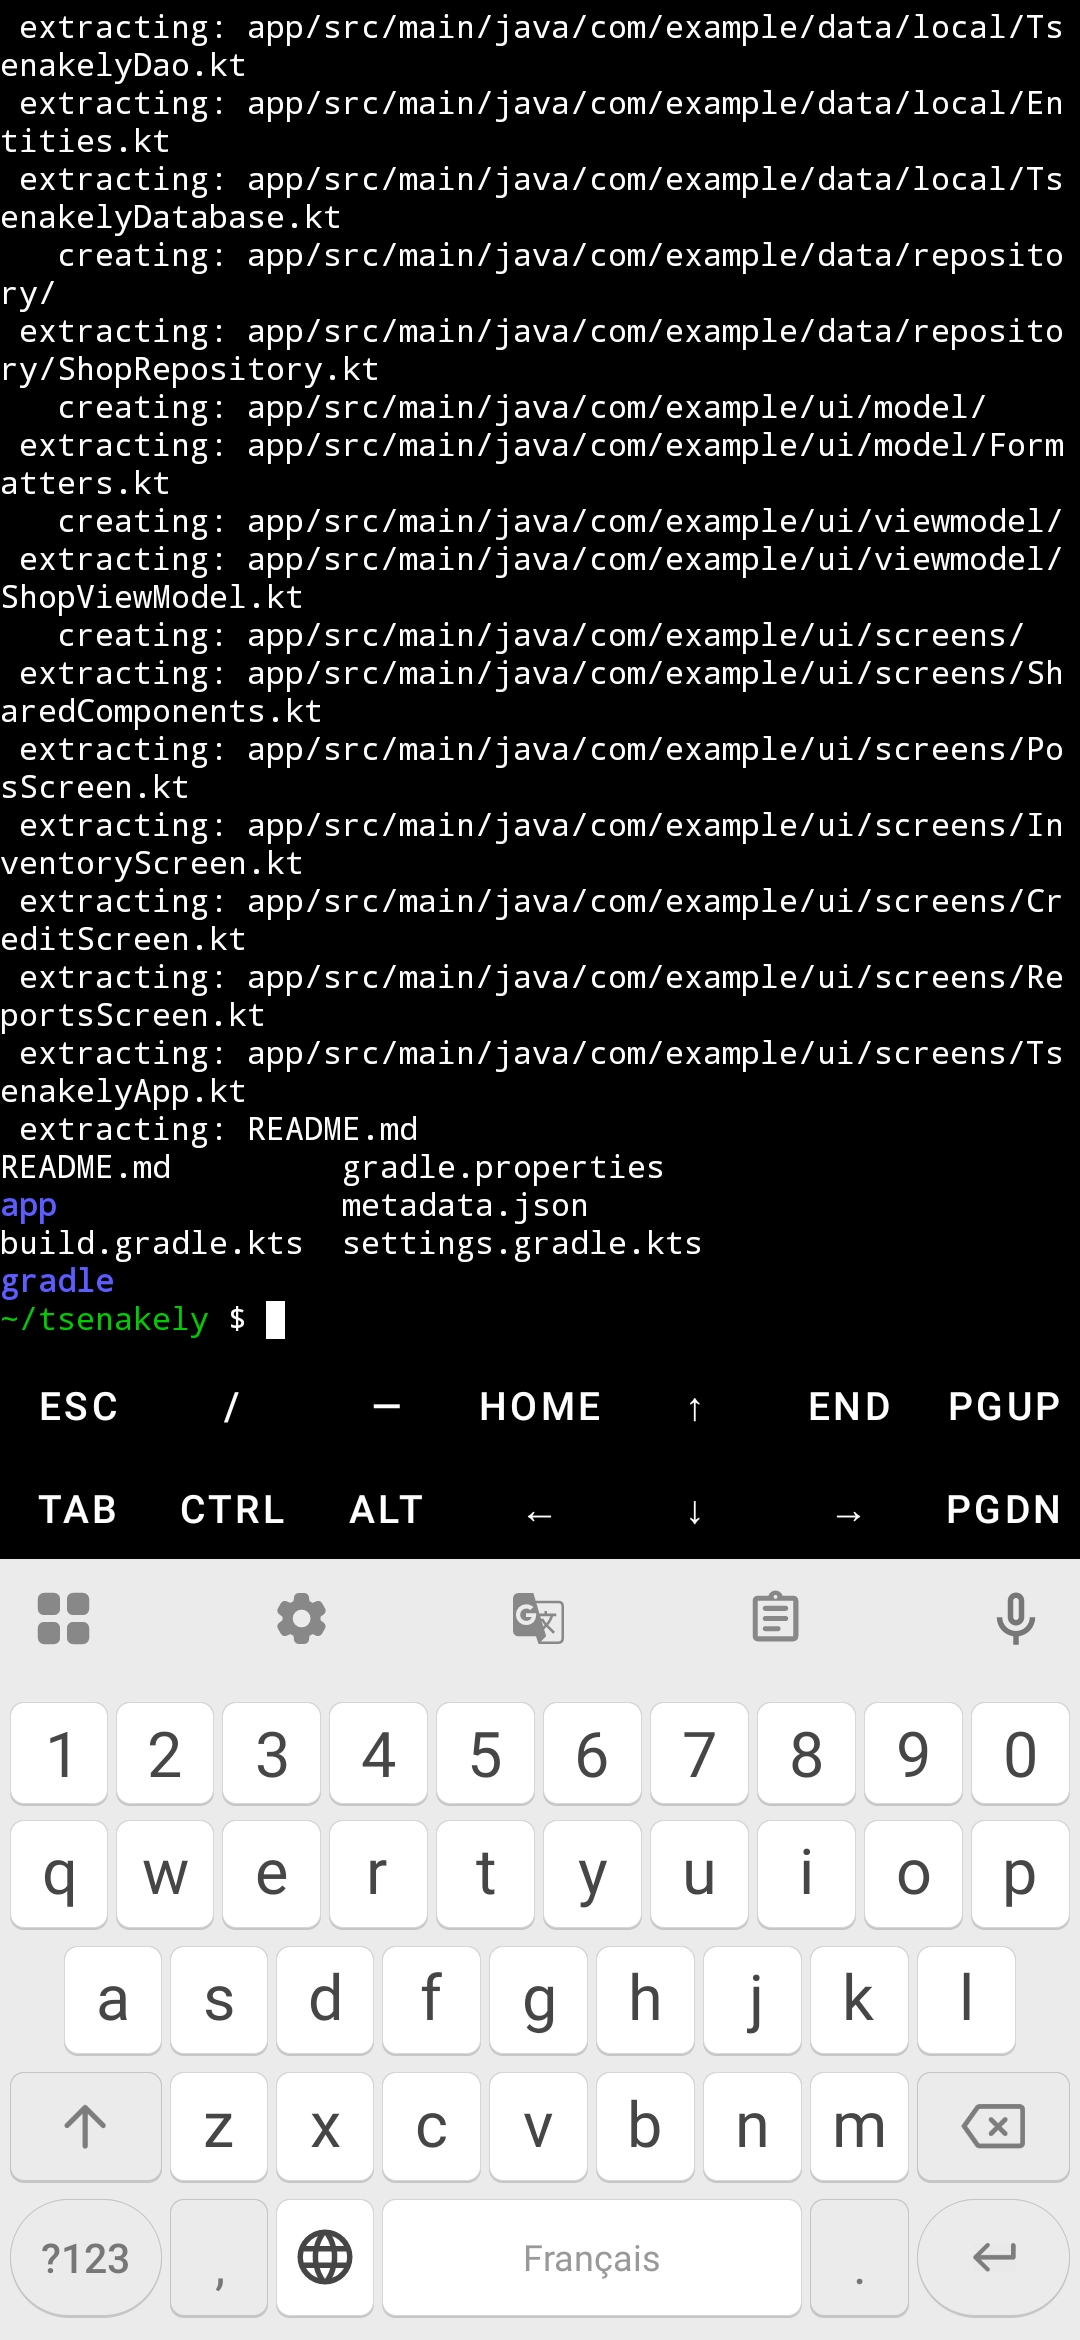 extracting: app/src/main/java/com/example/data/local/Ts
enakelyDao.kt
extracting: app/src/main/java/com/example/data/local/En
tities.kt
extracting: app/src/main/java/com/example/data/local/Ts
enakelyDatabase.kt
creating: app/src/main/java/com/example/data/reposito
ry/
extracting: app/src/main/java/com/example/data/reposito
ry/ShopRepository.kt
creating: app/src/main/java/com/example/ui/model/
extracting: app/src/main/java/com/example/ui/model/Form
atters.kt
creating: app/src/main/java/com/example/ui/viewmodel/
extracting: app/src/main/java/com/example/ui/viewmodel/
ShopViewModel.kt
creating: app/src/main/java/com/example/ui/screens/
extracting: app/src/main/java/com/example/ui/screens/Sh
aredComponents.kt
extracting: app/src/main/java/com/example/ui/screens/Po
sScreen.kt
extracting: app/src/main/java/com/example/ui/screens/In
ventoryScreen.kt
extracting: app/src/main/java/com/example/ui/screens/Cr
editScreen.kt
extracting: app/src/main/java/com/example/ui/screens/Re
portsScreen.kt
extracting: app/src/main/java/com/example/ui/screens/Ts
enakelyApp.kt
extracting: README.md
README.md gradle.properties
app metadata.json
build.gradle.kts settings.gradle.kts
gradle
~/tsenakely $
ESC / — HOME ↑ END PGUP
TAB CTRL ALT ← ↓ → PGDN
1 2 3 4 5 6 7 8 9 0
q w e r t y u i o p
a s d f g h j k l
z x c v b n m
?123 , Français .